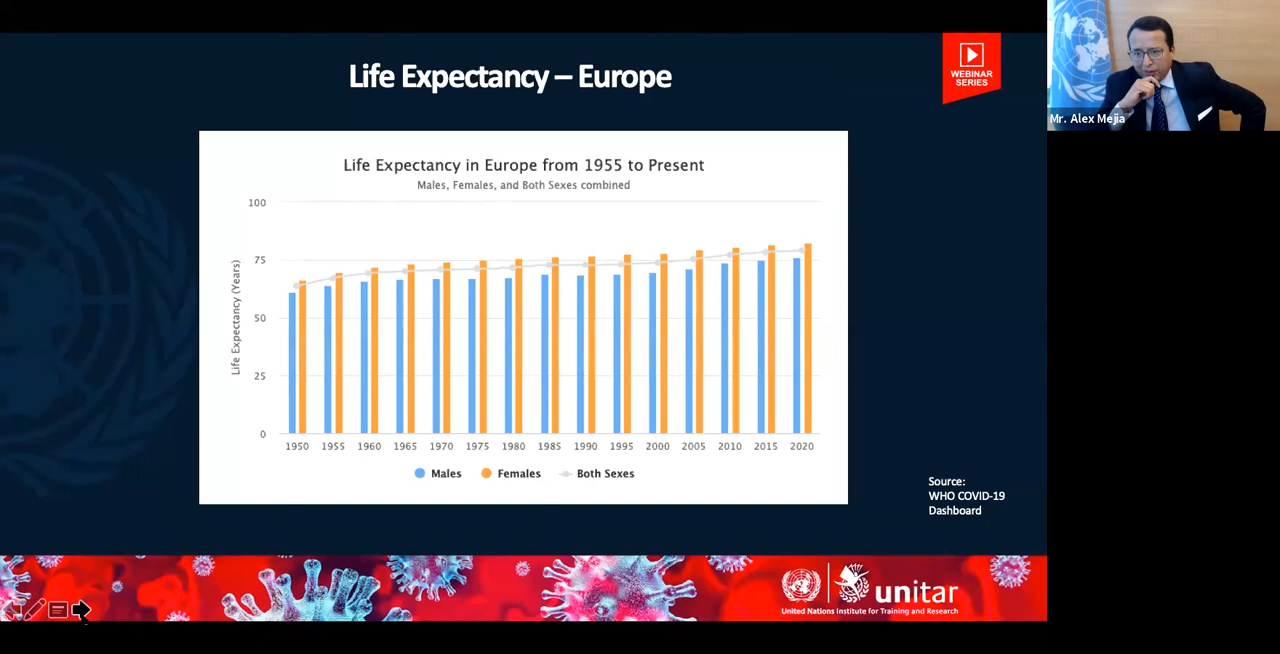 Life Expectancy – Europe
WEBINAR
SERIES
Mr. Alex Mejia
Life Expectancy in Europe from 1955 to Present
Males, Females, and Both Sexes combined
Life Expectancy (Years)
100
75
50
25
0
1950 1955 1960 1965 1970 1975 1980 1985 1990 1995 2000 2005 2010 2015 2020
Males Females Both Sexes
Source:
WHO COVID-19
Dashboard
unitar
United Nations Institute for Training and Research